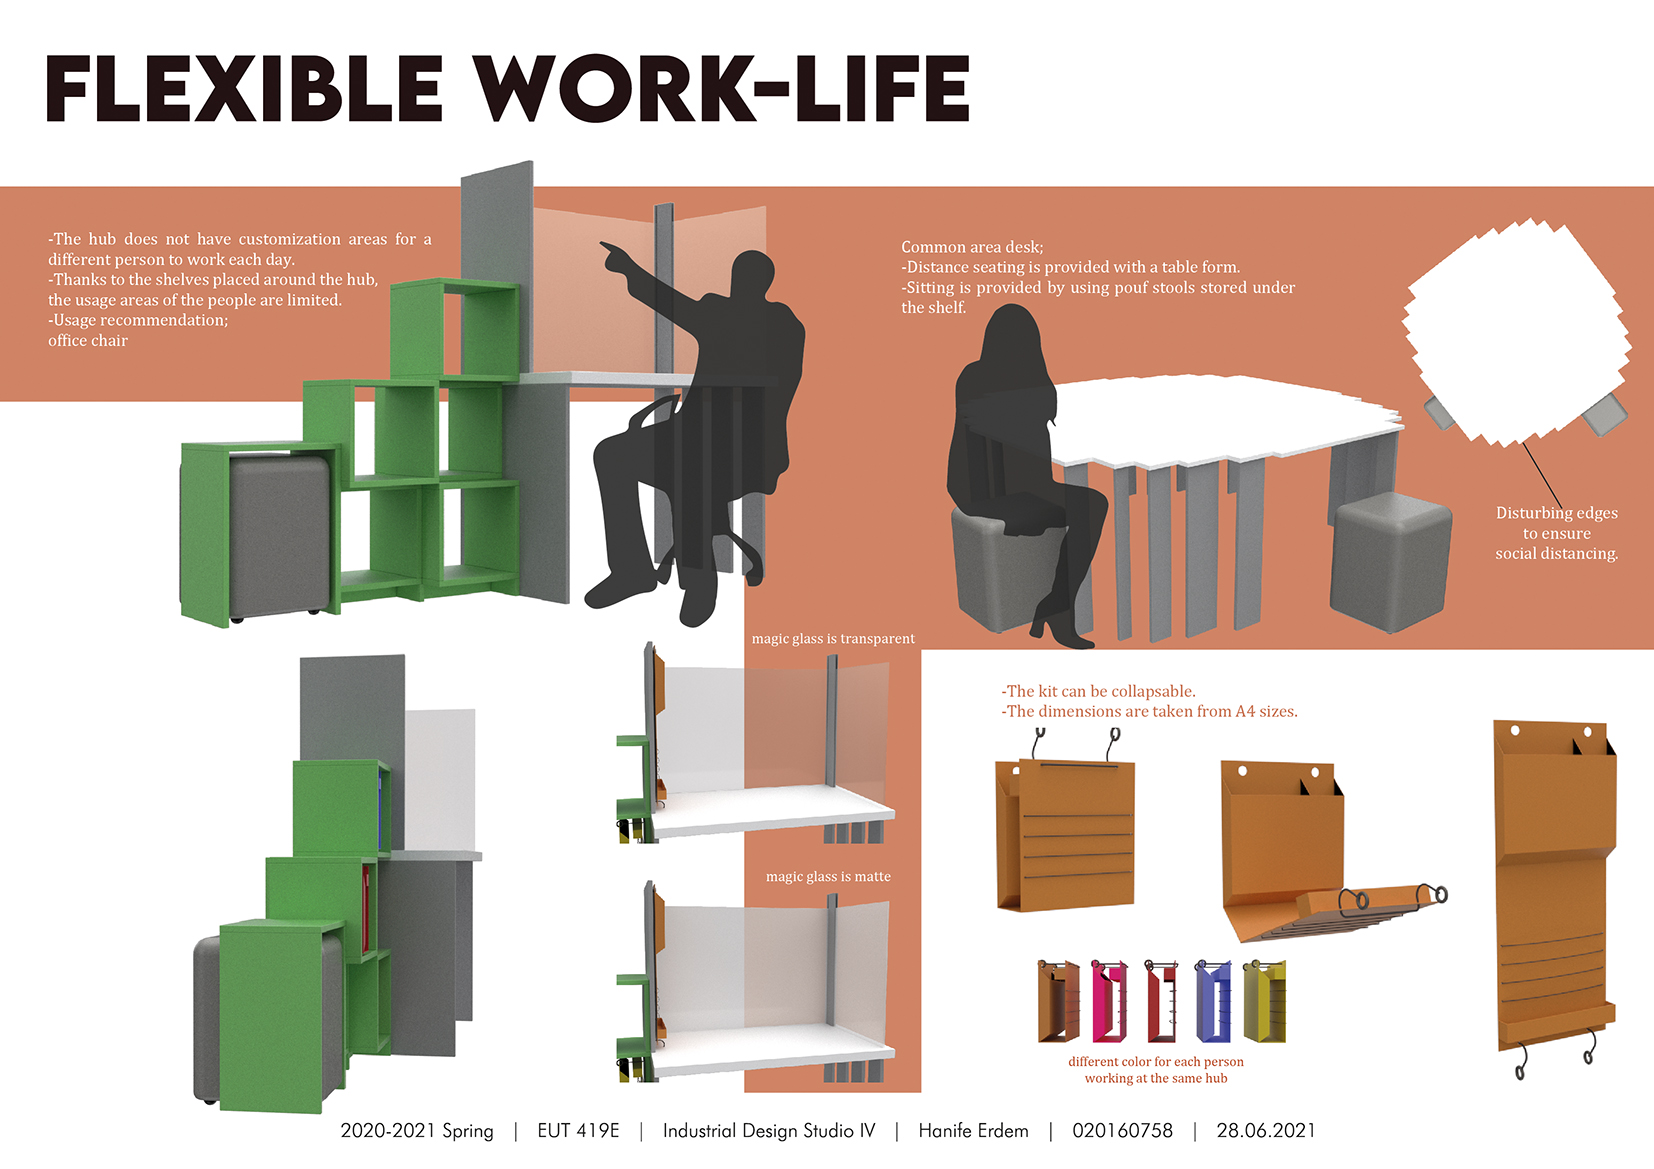 FLEXIBLE WORK-LIFE
-The hub does not have customization areas for a
different person to work each day.
-Thanks to the shelves placed around the hub,
the usage areas of the people are limited.
-Usage recommendation;
office chair
Common area desk;
-Distance seating is provided with a table form.
-Sitting is provided by using pouf stools stored under
the shelf.
Disturbing edges
to ensure
social distancing.
magic glass is transparent
magic glass is matte
-The kit can be collapsable.
-The dimensions are taken from A4 sizes.
different color for each person
working at the same hub
2020-2021 Spring | EUT 419E | Industrial Design Studio IV | Hanife Erdem | 020160758 | 28.06.2021